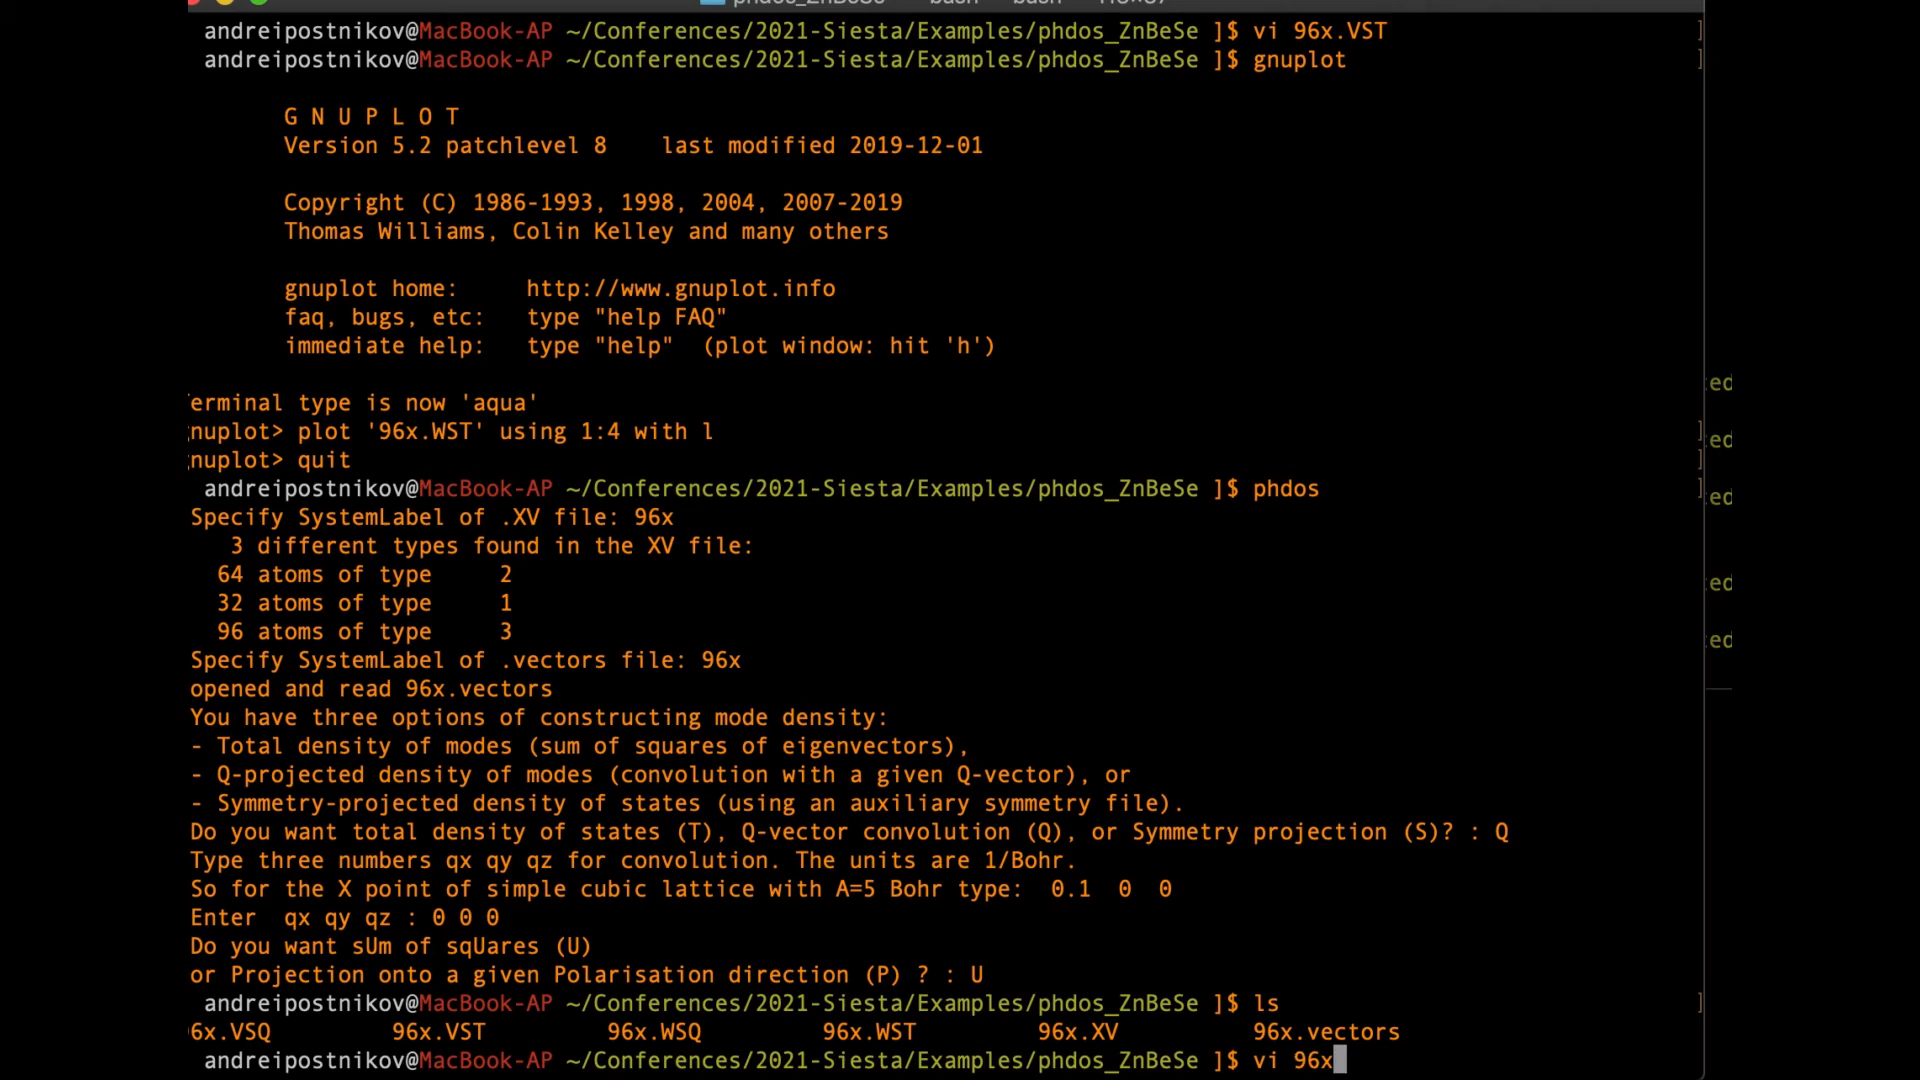 andreipostnikov@MacBook-AP ~/Conferences/2021-Siesta/Examples/phdos_ZnBeSe ]$ vi 96x.VST ]
andreipostnikov@MacBook-AP ~/Conferences/2021-Siesta/Examples/phdos_ZnBeSe ]$ gnuplot ]
G N U P L O T
Version 5.2 patchlevel 8 last modified 2019-12-01
Copyright (C) 1986-1993, 1998, 2004, 2007-2019
Thomas Williams, Colin Kelley and many others
gnuplot home: http://www.gnuplot.info
faq, bugs, etc: type "help FAQ"
immediate help: type "help" (plot window: hit 'h')
erminal type is now 'aqua'
nuplot> plot '96x.WST' using 1:4 with l ]
nuplot> quit ]
andreipostnikov@MacBook-AP ~/Conferences/2021-Siesta/Examples/phdos_ZnBeSe ]$ phdos ]
Specify SystemLabel of .XV file: 96x
3 different types found in the XV file:
64 atoms of type 2
32 atoms of type 1
96 atoms of type 3
Specify SystemLabel of .vectors file: 96x
opened and read 96x.vectors
You have three options of constructing mode density:
- Total density of modes (sum of squares of eigenvectors),
- Q-projected density of modes (convolution with a given Q-vector), or
- Symmetry-projected density of states (using an auxiliary symmetry file).
Do you want total density of states (T), Q-vector convolution (Q), or Symmetry projection (S)? : Q
Type three numbers qx qy qz for convolution. The units are 1/Bohr.
So for the X point of simple cubic lattice with A=5 Bohr type: 0.1 0 0
Enter qx qy qz : 0 0 0
Do you want sUm of sqUares (U)
or Projection onto a given Polarisation direction (P) ? : U
andreipostnikov@MacBook-AP ~/Conferences/2021-Siesta/Examples/phdos_ZnBeSe ]$ ls ]
6x.VSQ 96x.VST 96x.WSQ 96x.WST 96x.XV 96x.vectors
andreipostnikov@MacBook-AP ~/Conferences/2021-Siesta/Examples/phdos_ZnBeSe ]$ vi 96x
ed
ed
ed
ed
ed